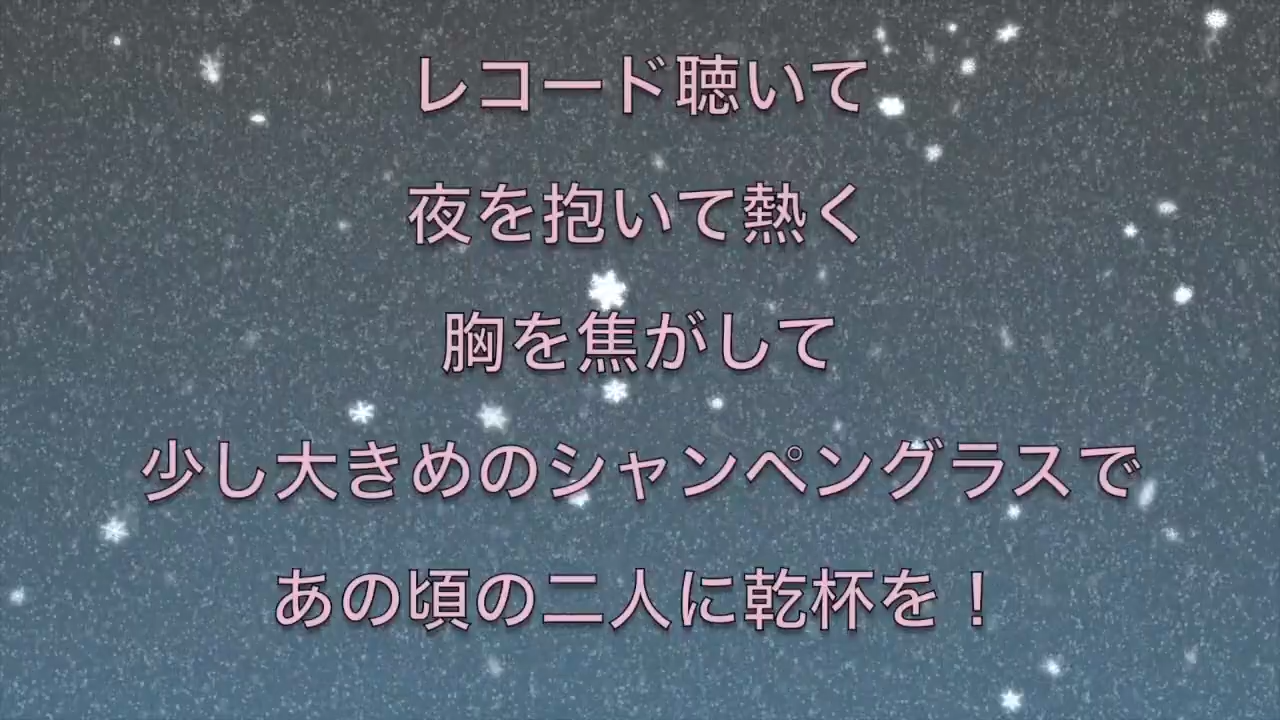 レコード聴いて
夜を抱いて熱く
胸を焦がして
少し大きめのシャンペングラスで
あの頃の二人に乾杯を！